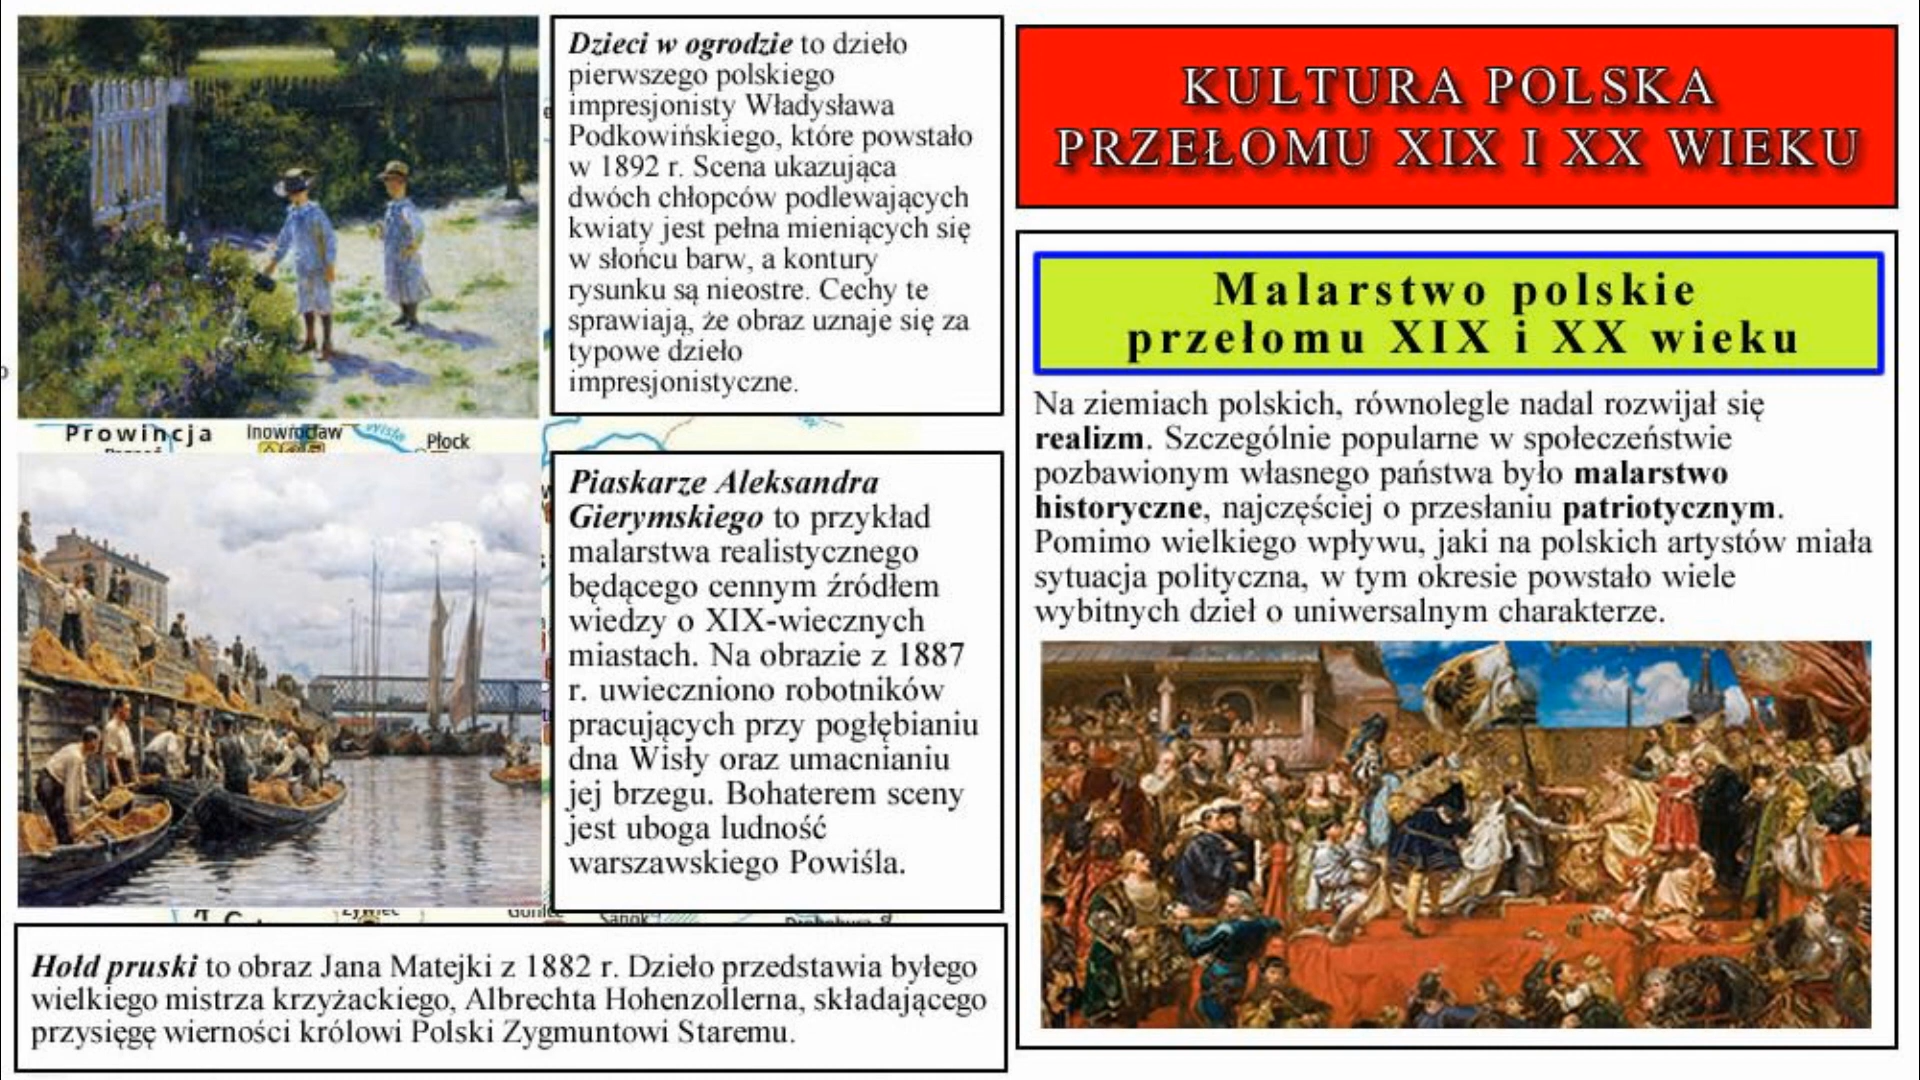 KULTURA POLSKA
PRZEŁOMU XIX I XX WIEKU
Malarstwo polskie
przełomu XIX i XX wieku
Na ziemiach polskich, równolegle nadal rozwijał się
realizm. Szczególnie popularne w społeczeństwie
pozbawionym własnego państwa było malarstwo
historyczne, najczęściej o przesłaniu patriotycznym.
Pomimo wielkiego wpływu, jaki na polskich artystów miała
sytuacja polityczna, w tym okresie powstało wiele
wybitnych dzieł o uniwersalnym charakterze.
Dzieci w ogrodzie to dzieło
pierwszego polskiego
impresjonisty Władysława
Podkowińskiego, które powstało
w 1892 r. Scena ukazująca
dwóch chłopców podlewających
kwiaty jest pełna mieniących się
w słońcu barw, a kontury
rysunku są nieostre. Cechy te
sprawiają, że obraz uznaje się za
typowe dzieło
impresjonistyczne.
Prowincja Inowrocław Wisła Płock
Piaskarze Aleksandra
Gierymskiego to przykład
malarstwa realistycznego
będącego cennym źródłem
wiedzy o XIX-wiecznych
miastach. Na obrazie z 1887
r. uwieczniono robotników
pracujących przy pogłębianiu
dna Wisły oraz umacnianiu
jej brzegu. Bohaterem sceny
jest uboga ludność
warszawskiego Powiśla.
Hołd pruski to obraz Jana Matejki z 1882 r. Dzieło przedstawia byłego
wielkiego mistrza krzyżackiego, Albrechta Hohenzollerna, składającego
przysięgę wierności królowi Polski Zygmuntowi Staremu.